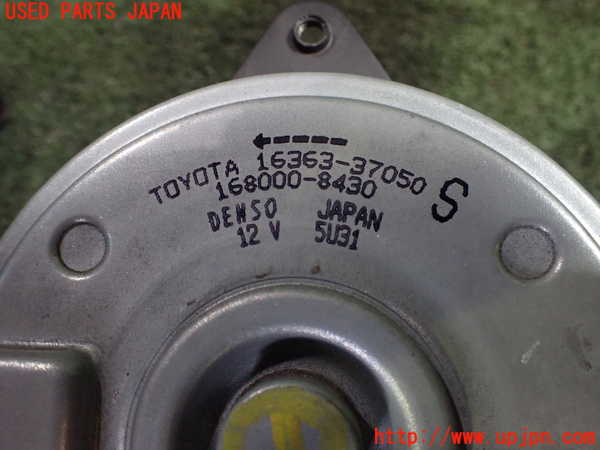 USED PARTS JAPAN
TOYOTA 16363-37050 S
168000-8430
DENSO JAPAN
12 V 5U31
http://www.upjpn.com